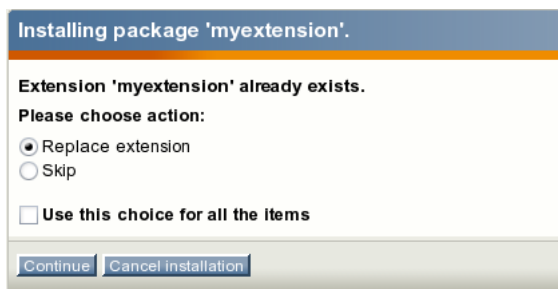 Installing package 'myextension'.
Extension 'myextension' already exists.
Please choose action:
Replace extension
Skip
Use this choice for all the items
Continue Cancel installation